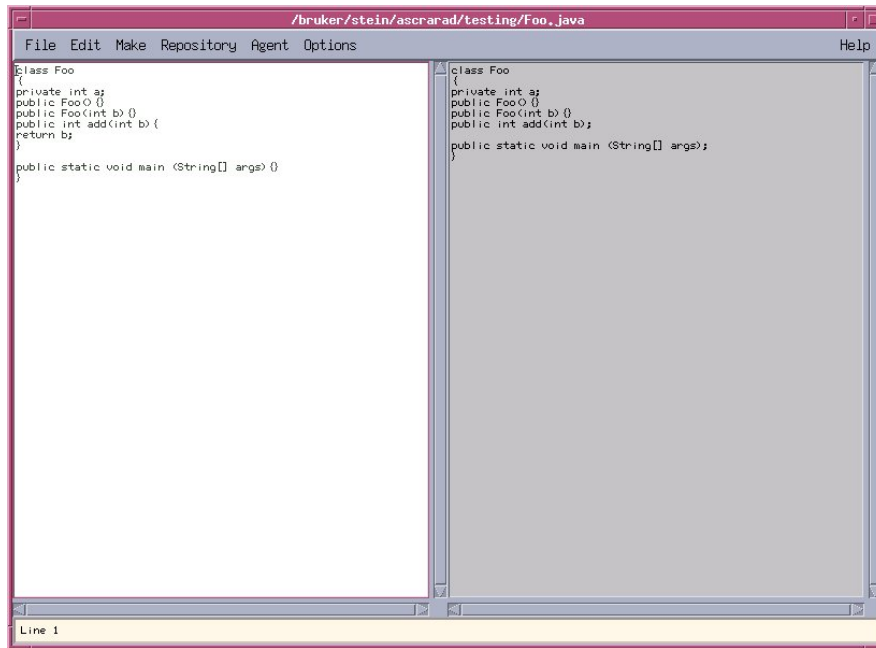 /bruker/stein/ascrarad/testing/Foo.java
File Edit Make Repository Agent Options Help
class Foo
{
private int a;
public Foo() {}
public Foo(int b) {}
public int add(int b) {
return b;
}
public static void main (String[] args) {}
}
class Foo
{
private int a;
public Foo() {}
public Foo(int b) {}
public int add(int b);
public static void main (String[] args);
}
Line 1